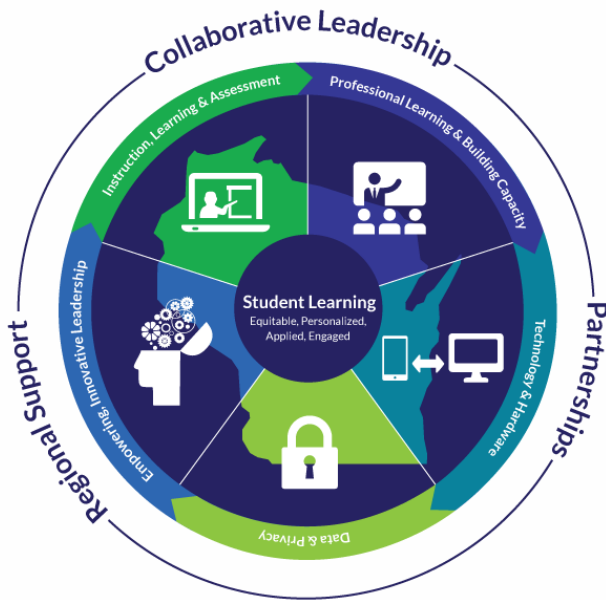 Collaborative Leadership
Instruction, Learning & Assessment
Professional Learning & Building Capacity
Student Learning
Equitable, Personalized,
Applied, Engaged
Empowering, Innovative Leadership
Technology & Hardware
Data & Privacy
Regional Support
Partnerships